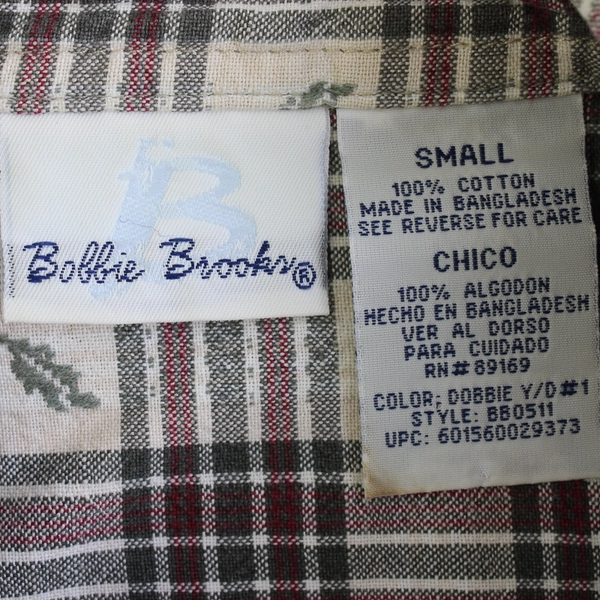 B
Bobbie Brooks®
SMALL
100% COTTON
MADE IN BANGLADESH
SEE REVERSE FOR CARE
CHICO
100% ALGODON
HECHO EN BANGLADESH
VER AL DORSO
PARA CUIDADO
RN#89169
COLOR; DOBBIE Y/D#1
STYLE: BB0511
UPC: 601560029373